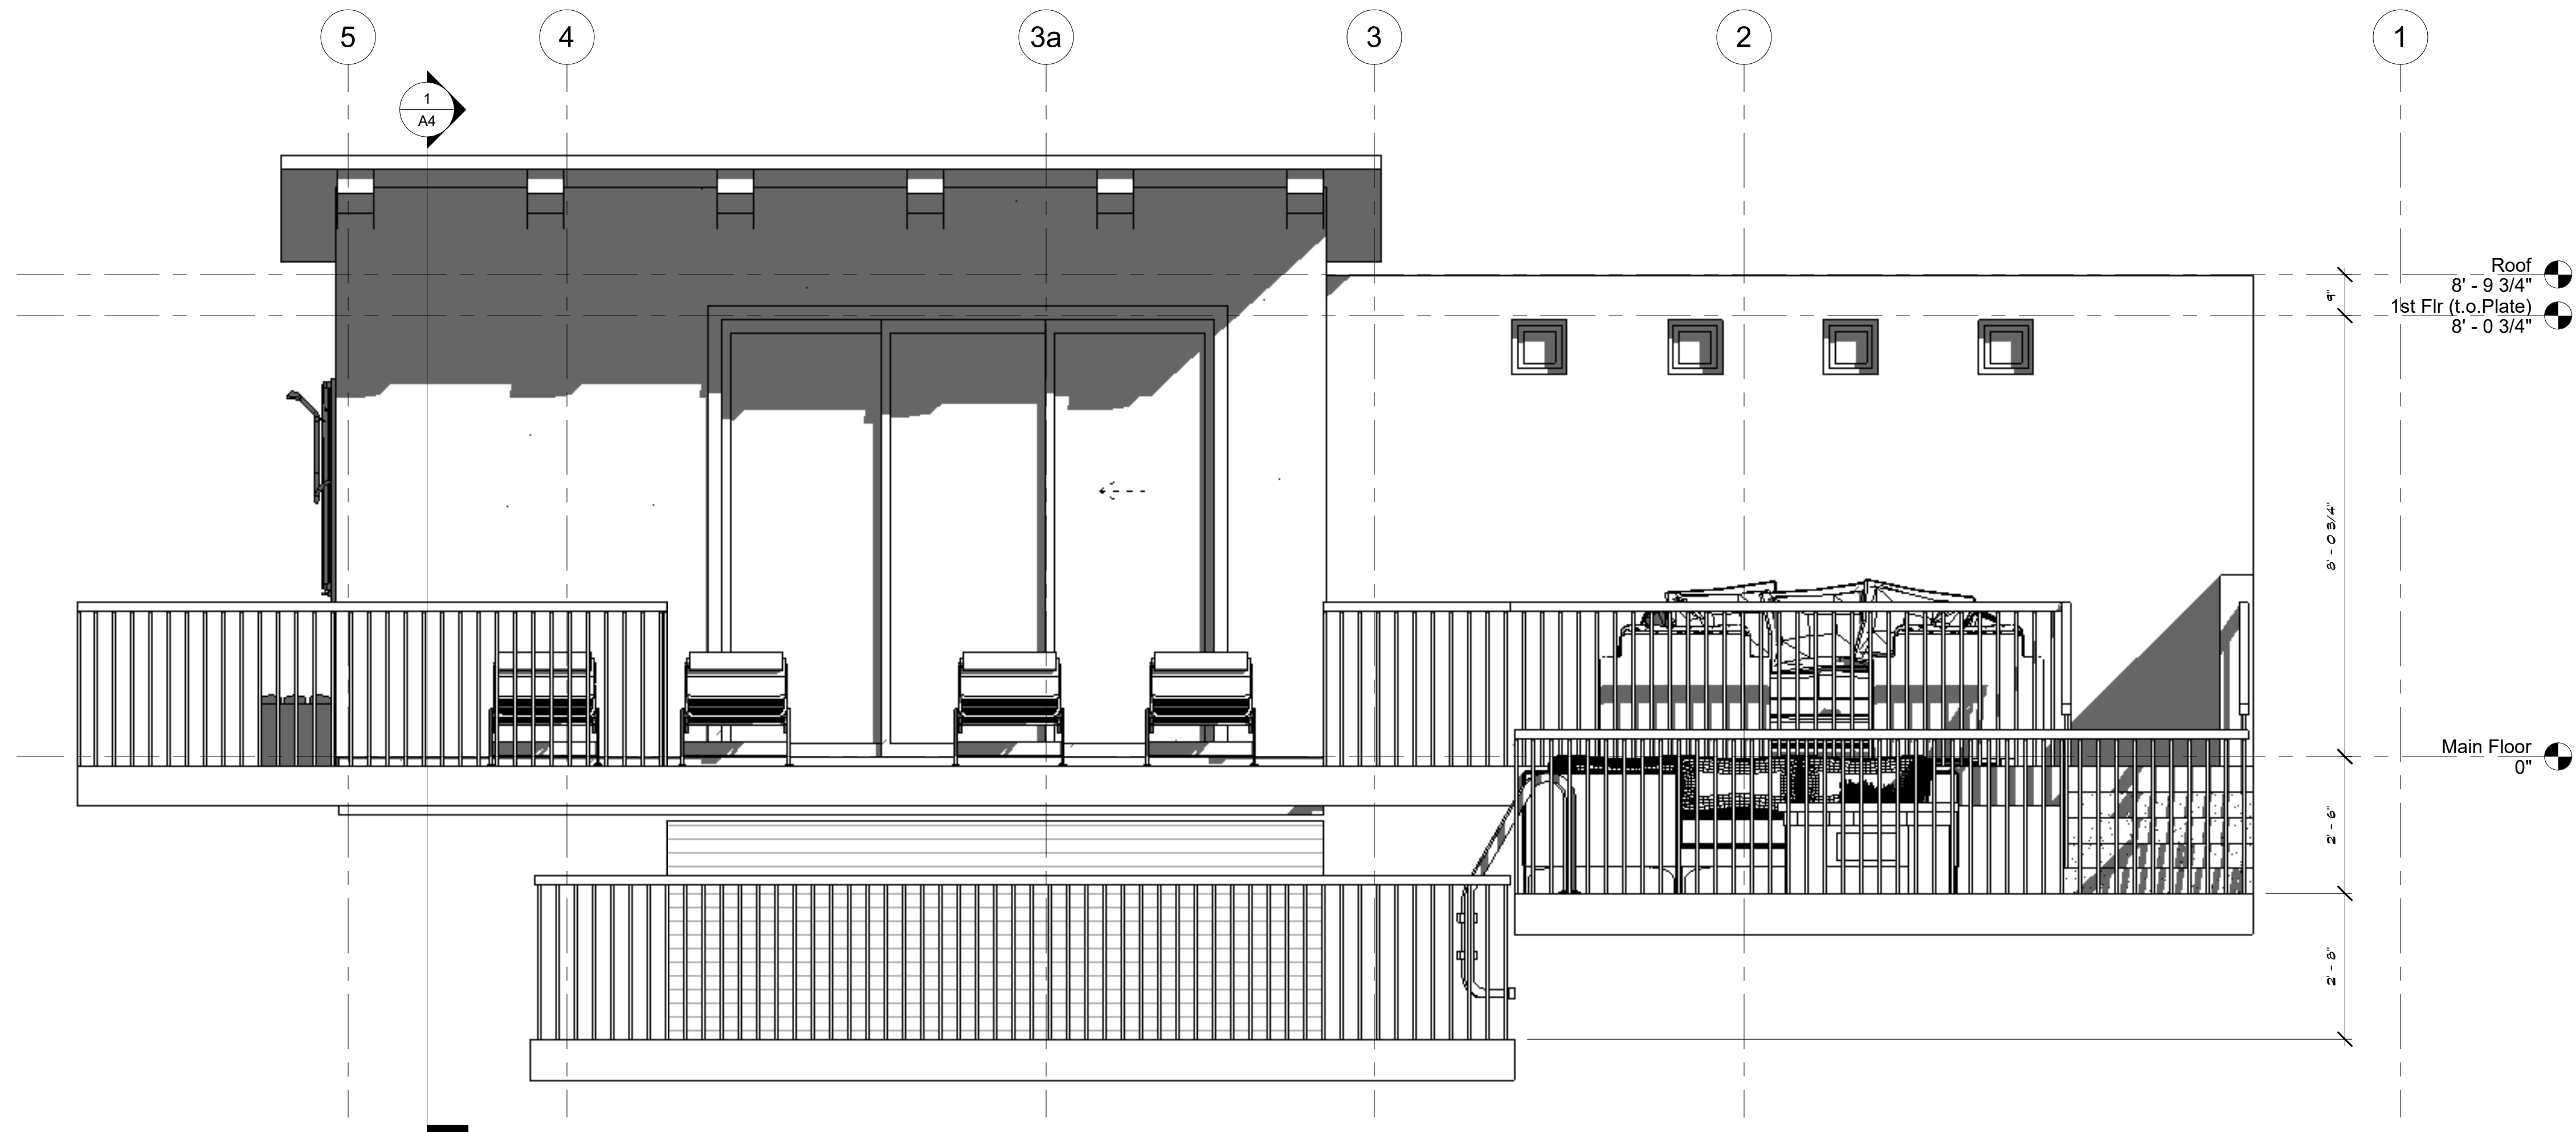 5
4
3a
3
2
1
1
A4
Roof
8' - 9 3/4"
9"
1st Flr (t.o.Plate)
8' - 0 3/4"
8' - 0 3/4"
Main Floor
0"
2' - 6"
2' - 8"